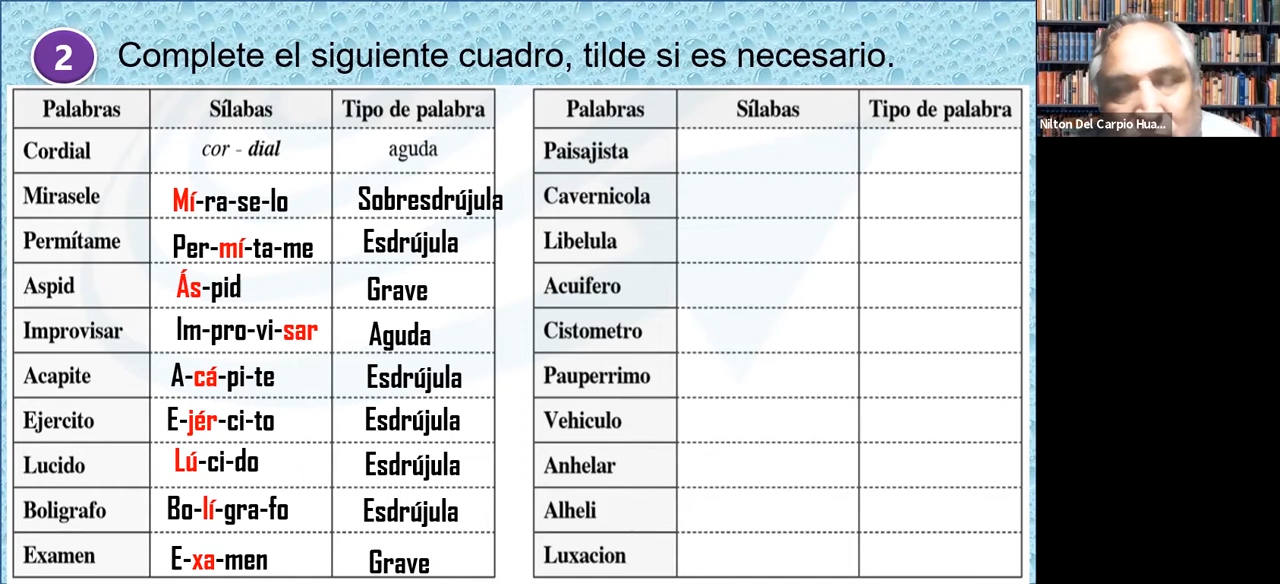 2 Complete el siguiente cuadro, tilde si es necesario.
Palabras Sílabas Tipo de palabra
Cordial cor - dial aguda
Mirasele Mí-ra-se-lo Sobresdrújula
Permítame Per-mí-ta-me Esdrújula
Aspid Ás-pid Grave
Improvisar Im-pro-vi-sar Aguda
Acapite A-cá-pi-te Esdrújula
Ejercito E-jér-ci-to Esdrújula
Lucido Lú-ci-do Esdrújula
Boligrafo Bo-lí-gra-fo Esdrújula
Examen E-xa-men Grave
Palabras Sílabas Tipo de palabra
Paisajista
Cavernicola
Libelula
Acuifero
Cistometro
Pauperrimo
Vehiculo
Anhelar
Alheli
Luxacion
Nilton Del Carpio Hua...